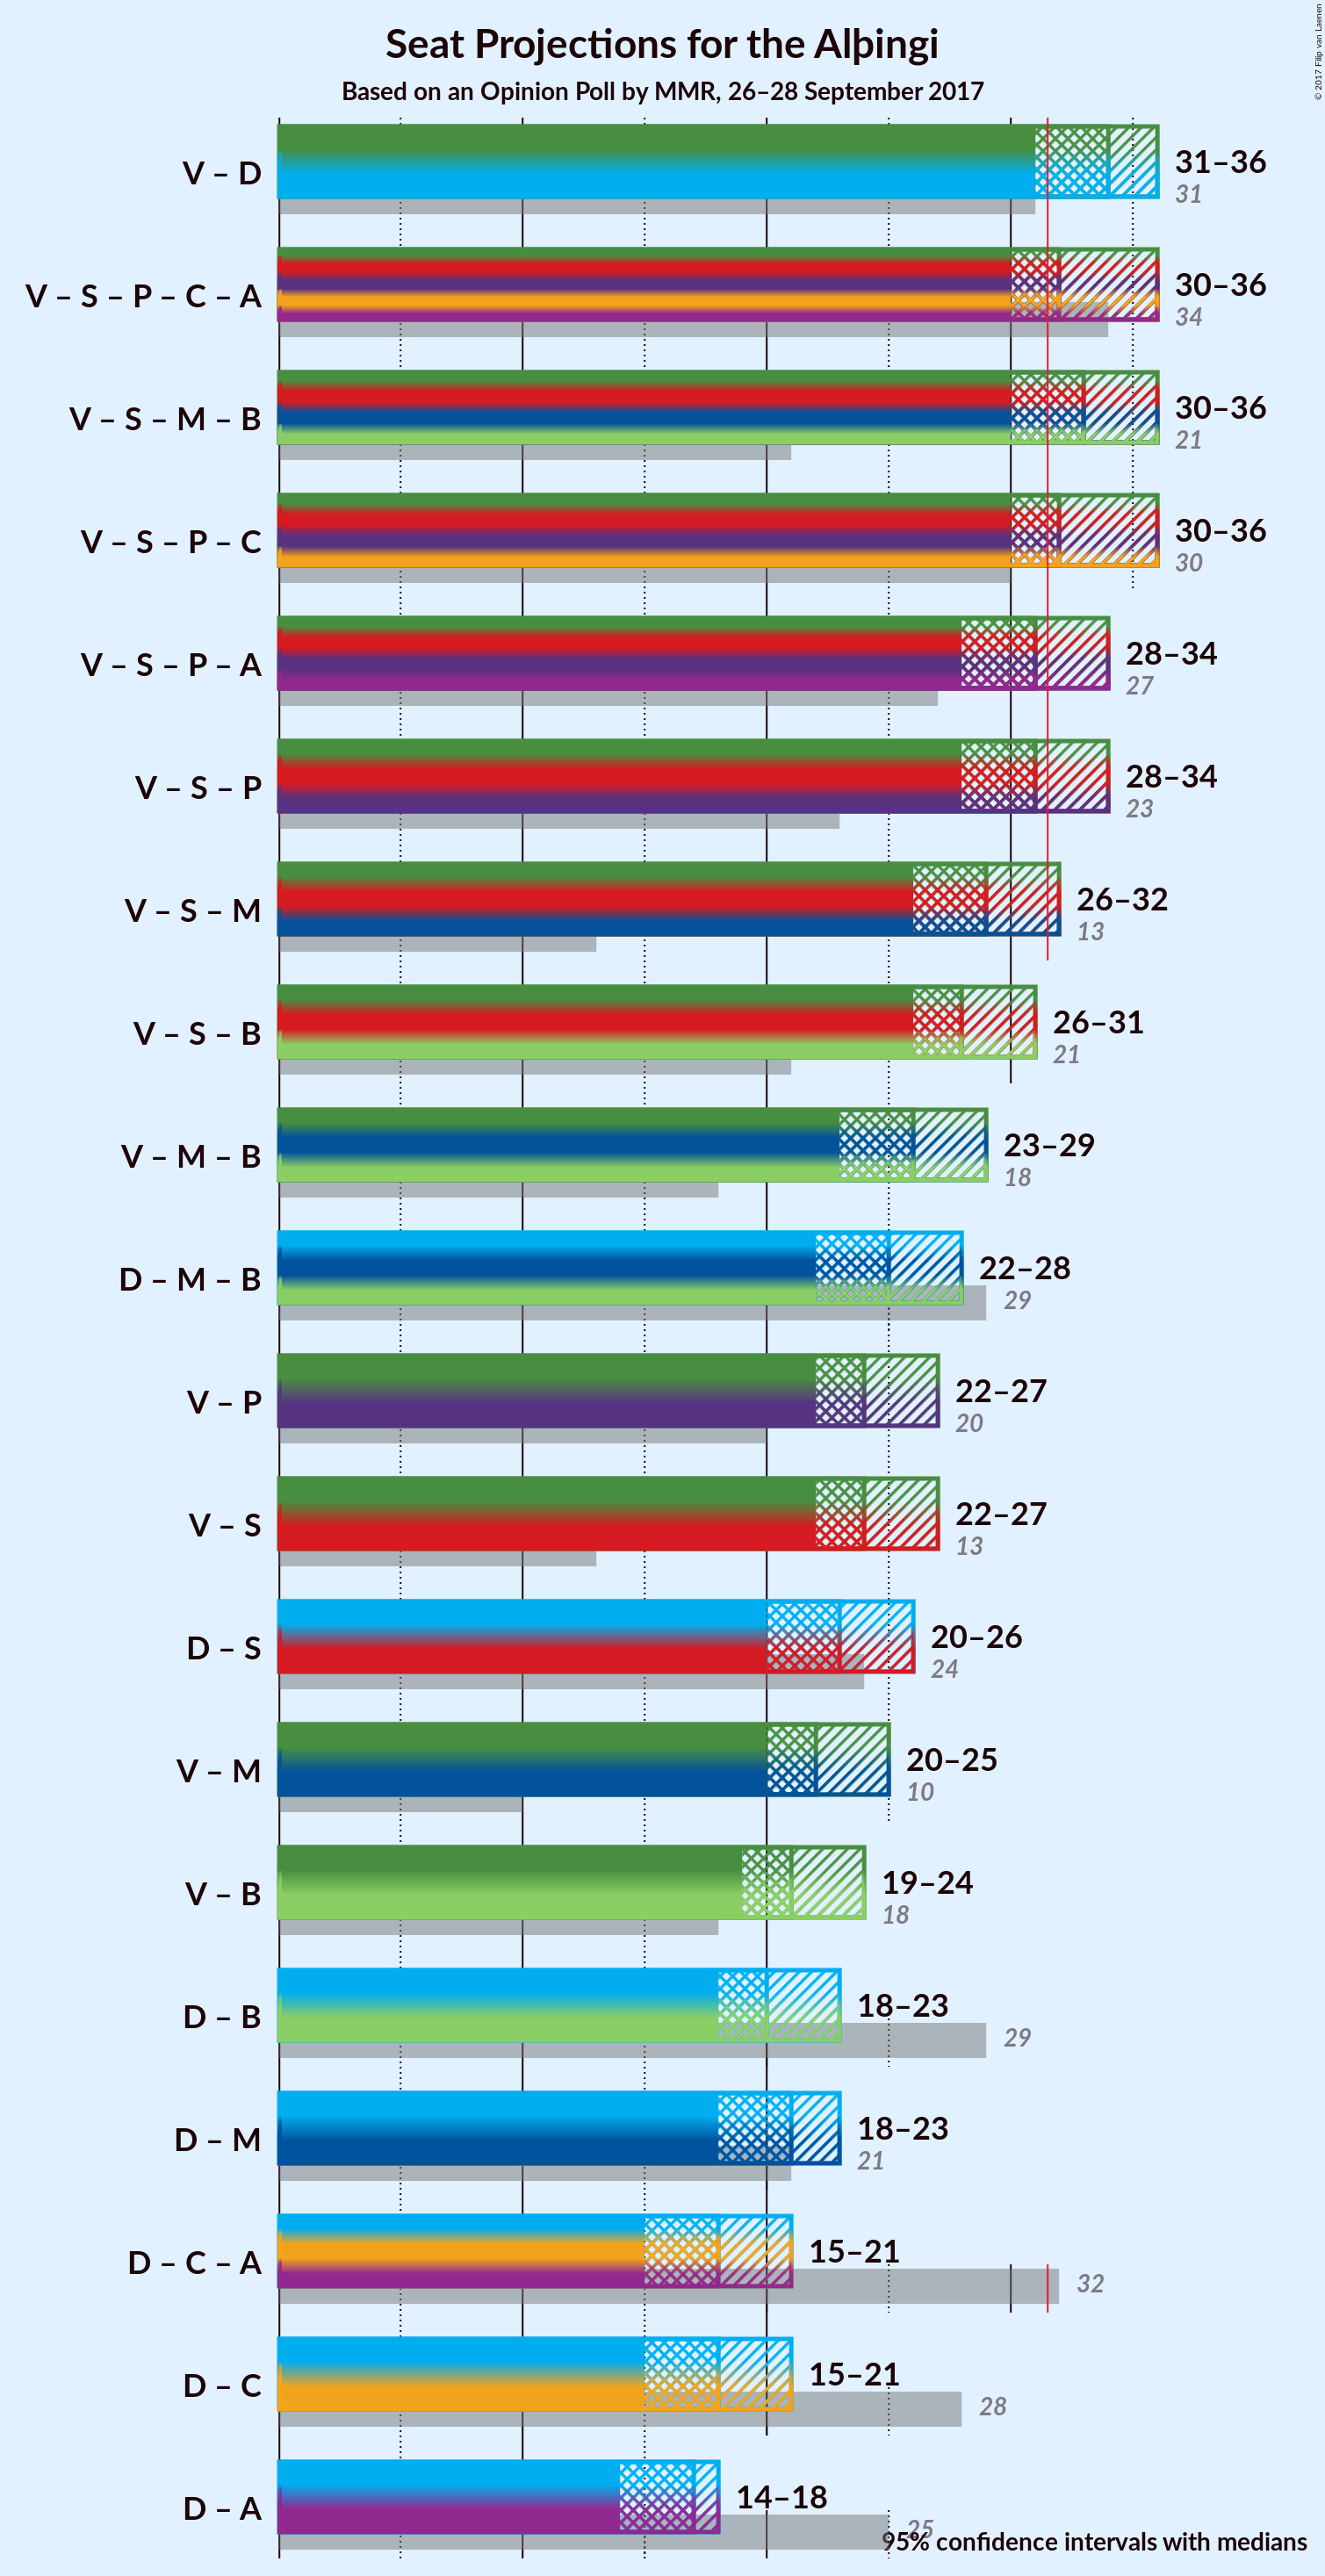 Seat Projections for the Alþingi
Based on an Opinion Poll by MMR, 26–28 September 2017
© 2017 Filip van Laenen
V – D
31–36
31
V – S – P – C – A
30–36
34
V – S – M – B
30–36
21
V – S – P – C
30–36
30
V – S – P – A
28–34
27
V – S – P
28–34
23
V – S – M
26–32
13
V – S – B
26–31
21
V – M – B
23–29
18
D – M – B
22–28
29
V – P
22–27
20
V – S
22–27
13
D – S
20–26
24
V – M
20–25
10
V – B
19–24
18
D – B
18–23
29
D – M
18–23
21
D – C – A
15–21
32
D – C
15–21
28
D – A
14–18
25
95% confidence intervals with medians